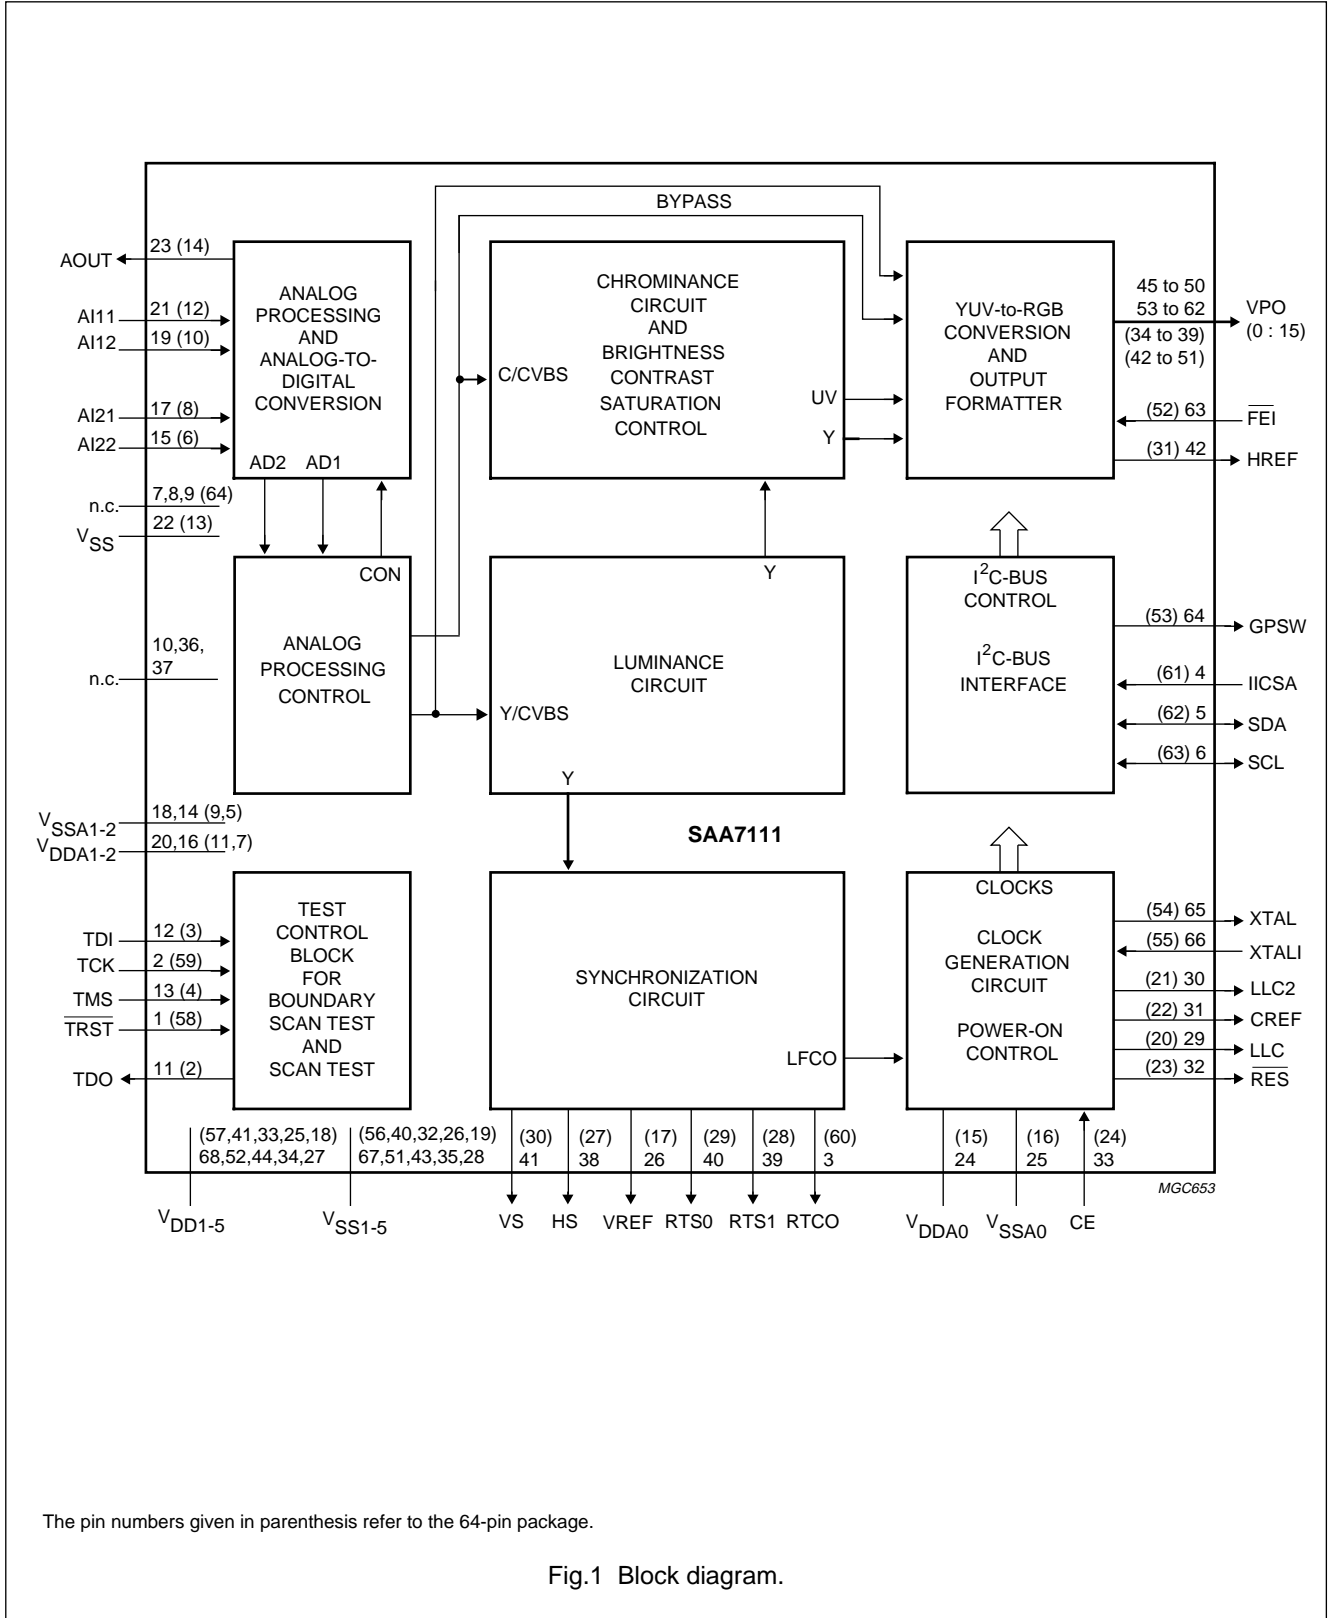 BYPASS
AOUT
23 (14)
AI11
21 (12)
AI12
19 (10)
AI21
17 (8)
AI22
15 (6)
ANALOG
PROCESSING
AND
ANALOG-TO-
DIGITAL
CONVERSION
AD2 AD1
n.c.
7,8,9 (64)
VSS
22 (13)
CHROMINANCE
CIRCUIT
AND
BRIGHTNESS
CONTRAST
SATURATION
CONTROL
C/CVBS
UV
Y
YUV-to-RGB
CONVERSION
AND
OUTPUT
FORMATTER
45 to 50
53 to 62
(34 to 39)
(42 to 51)
VPO
(0 : 15)
(52) 63
FEI
(31) 42
HREF
CON
ANALOG
PROCESSING
CONTROL
10,36,
37
n.c.
Y
LUMINANCE
CIRCUIT
Y/CVBS
Y
I2C-BUS
CONTROL
I2C-BUS
INTERFACE
(53) 64
GPSW
(61) 4
IICSA
(62) 5
SDA
(63) 6
SCL
VSSA1-2
18,14 (9,5)
VDDA1-2
20,16 (11,7)
SAA7111
TDI
12 (3)
TCK
2 (59)
TMS
13 (4)
TRST
1 (58)
TDO
11 (2)
TEST
CONTROL
BLOCK
FOR
BOUNDARY
SCAN TEST
AND
SCAN TEST
SYNCHRONIZATION
CIRCUIT
LFCO
CLOCKS
CLOCK
GENERATION
CIRCUIT
POWER-ON
CONTROL
(54) 65
XTAL
(55) 66
XTALI
(21) 30
LLC2
(22) 31
CREF
(20) 29
LLC
(23) 32
RES
(57,41,33,25,18)
68,52,44,34,27
VDD1-5
(56,40,32,26,19)
67,51,43,35,28
VSS1-5
(30) (27) (17) (29) (28) (60)
41 38 26 40 39 3
VS HS VREF RTS0 RTS1 RTCO
(15) (16) (24)
24 25 33
VDDA0 VSSA0 CE
MGC653
The pin numbers given in parenthesis refer to the 64-pin package.
Fig.1 Block diagram.